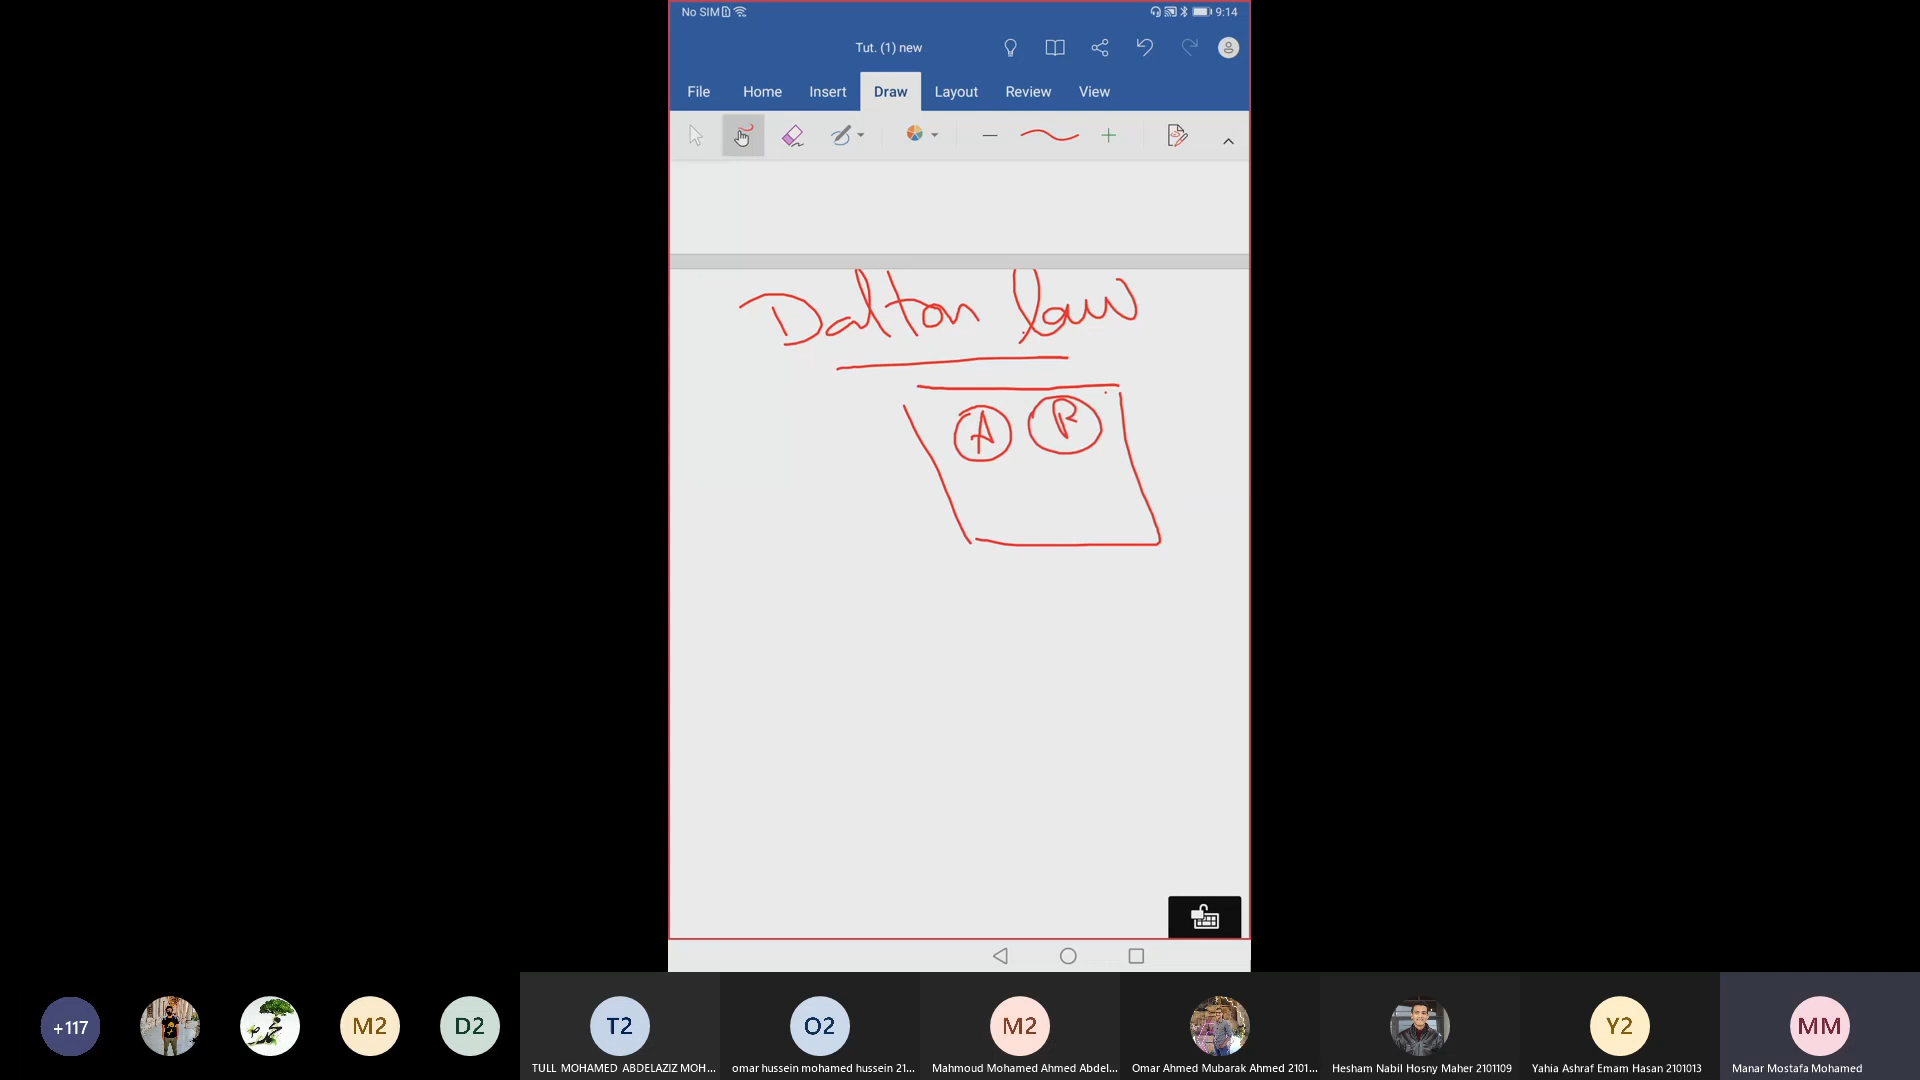 No SIM 9:14
Tut. (1) new
File Home Insert Draw Layout Review View
Dalton law
A B
+117 M2 D2 T2 O2 M2 Y2 MM
TULL MOHAMED ABDELAZIZ MOH... omar hussein mohamed hussein 21... Mahmoud Mohamed Ahmed Abdel... Omar Ahmed Mubarak Ahmed 2101... Hesham Nabil Hosny Maher 2101109 Yahia Ashraf Emam Hasan 2101013 Manar Mostafa Mohamed